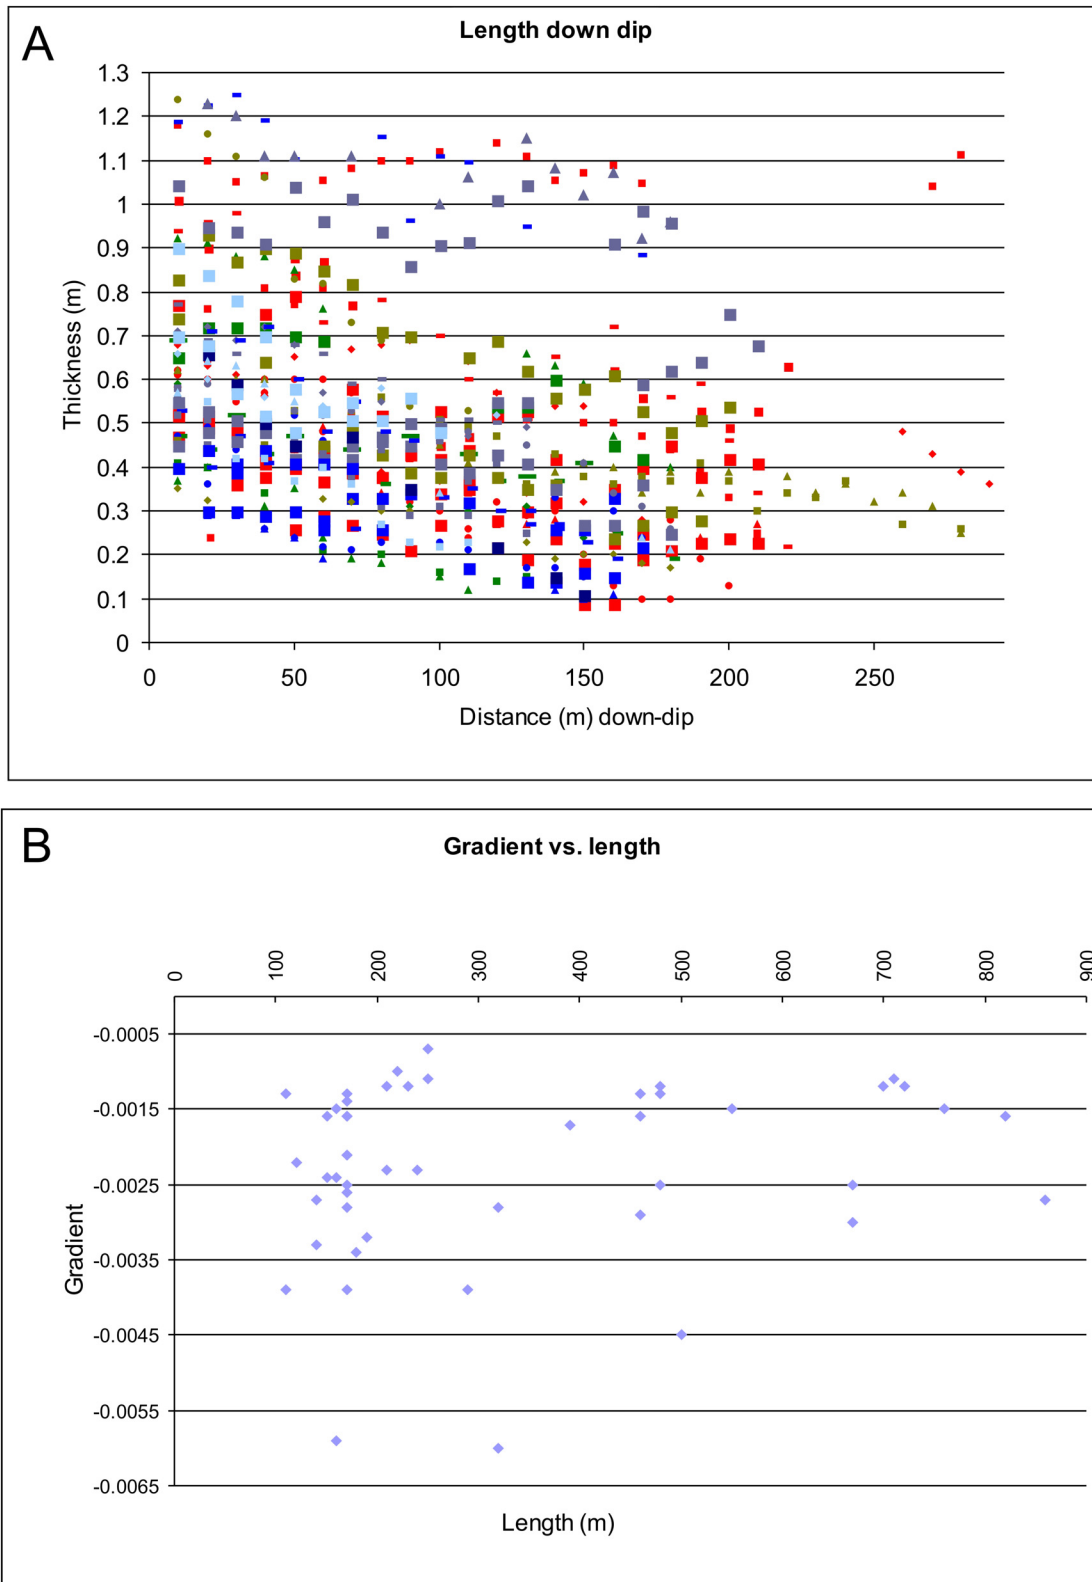 A
Length down dip
1.3
1.2
1.1
1
0.9
0.8
0.7
0.6
0.5
0.4
0.3
0.2
0.1
0
Thickness (m)
0 50 100 150 200 250
Distance (m) down-dip
B
Gradient vs. length
0 100 200 300 400 500 600 700 800 900
-0.0005
-0.0015
-0.0025
-0.0035
-0.0045
-0.0055
-0.0065
Gradient
Length (m)